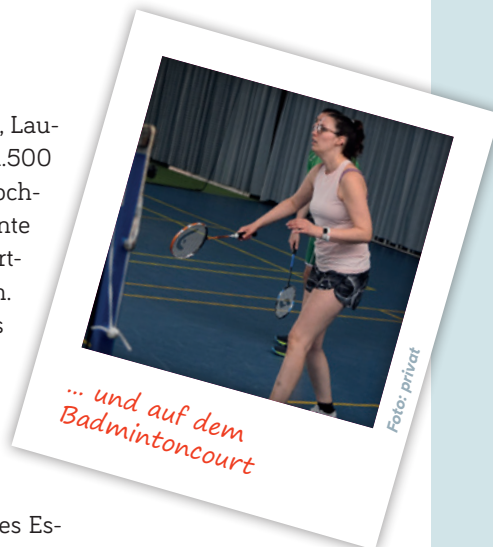 , Lau-
.500
och-
nte
rt-
n.
s
... und auf dem
Badmintoncourt
Foto: privat
es Es-